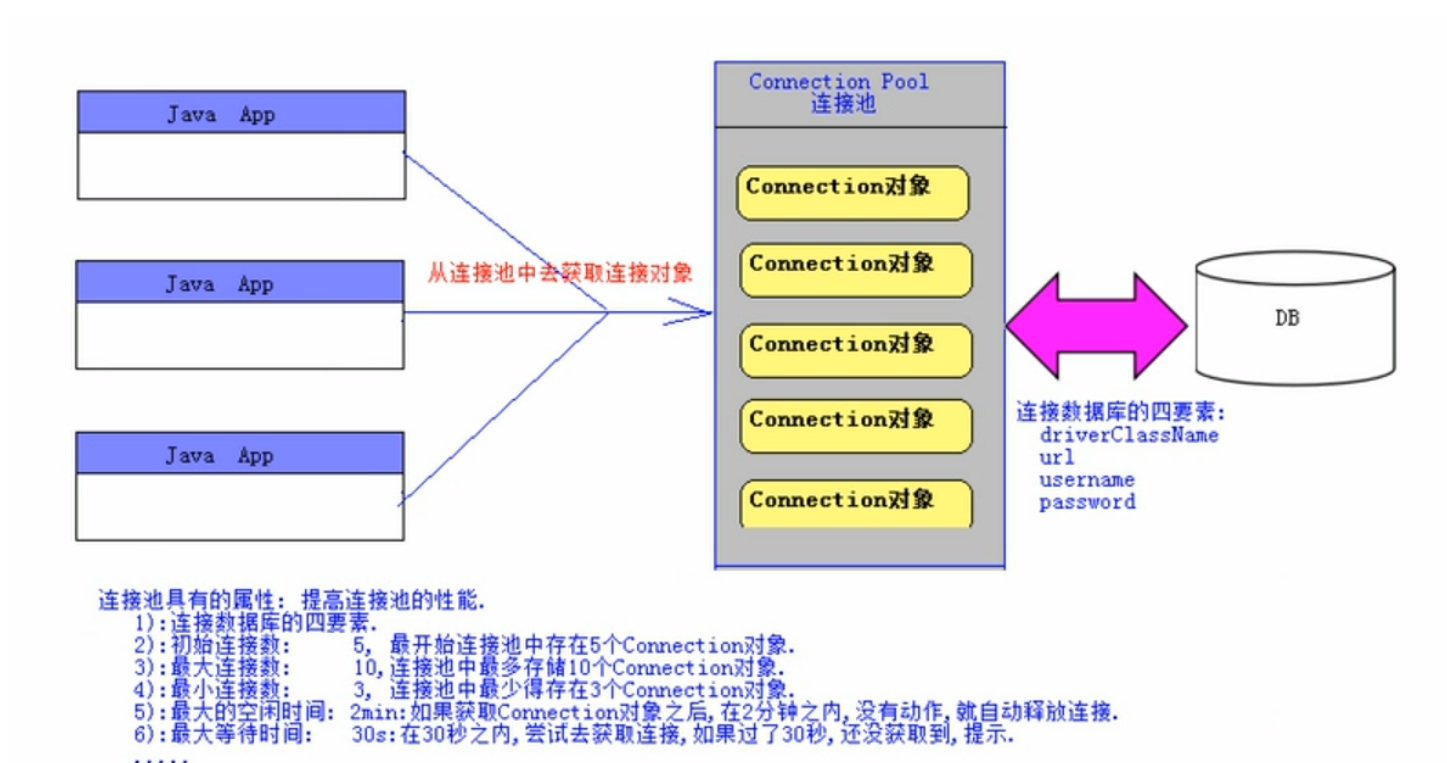 Connection Pool
连接池
Java App
Connection对象
Connection对象
从连接池中去获取连接对象
Java App
DB
Connection对象
连接数据库的四要素:
driverClassName
url
username
password
Connection对象
Java App
Connection对象
连接池具有的属性: 提高连接池的性能.
1):连接数据库的四要素.
2):初始连接数: 5, 最开始连接池中存在5个Connection对象.
3):最大连接数: 10,连接池中最多存储10个Connection对象.
4):最小连接数: 3, 连接池中最少得存在3个Connection对象.
5):最大的空闲时间: 2min:如果获取Connection对象之后,在2分钟之内,没有动作,就自动释放连接.
6):最大等待时间: 30s:在30秒之内,尝试去获取连接,如果过了30秒,还没获取到,提示.
.....